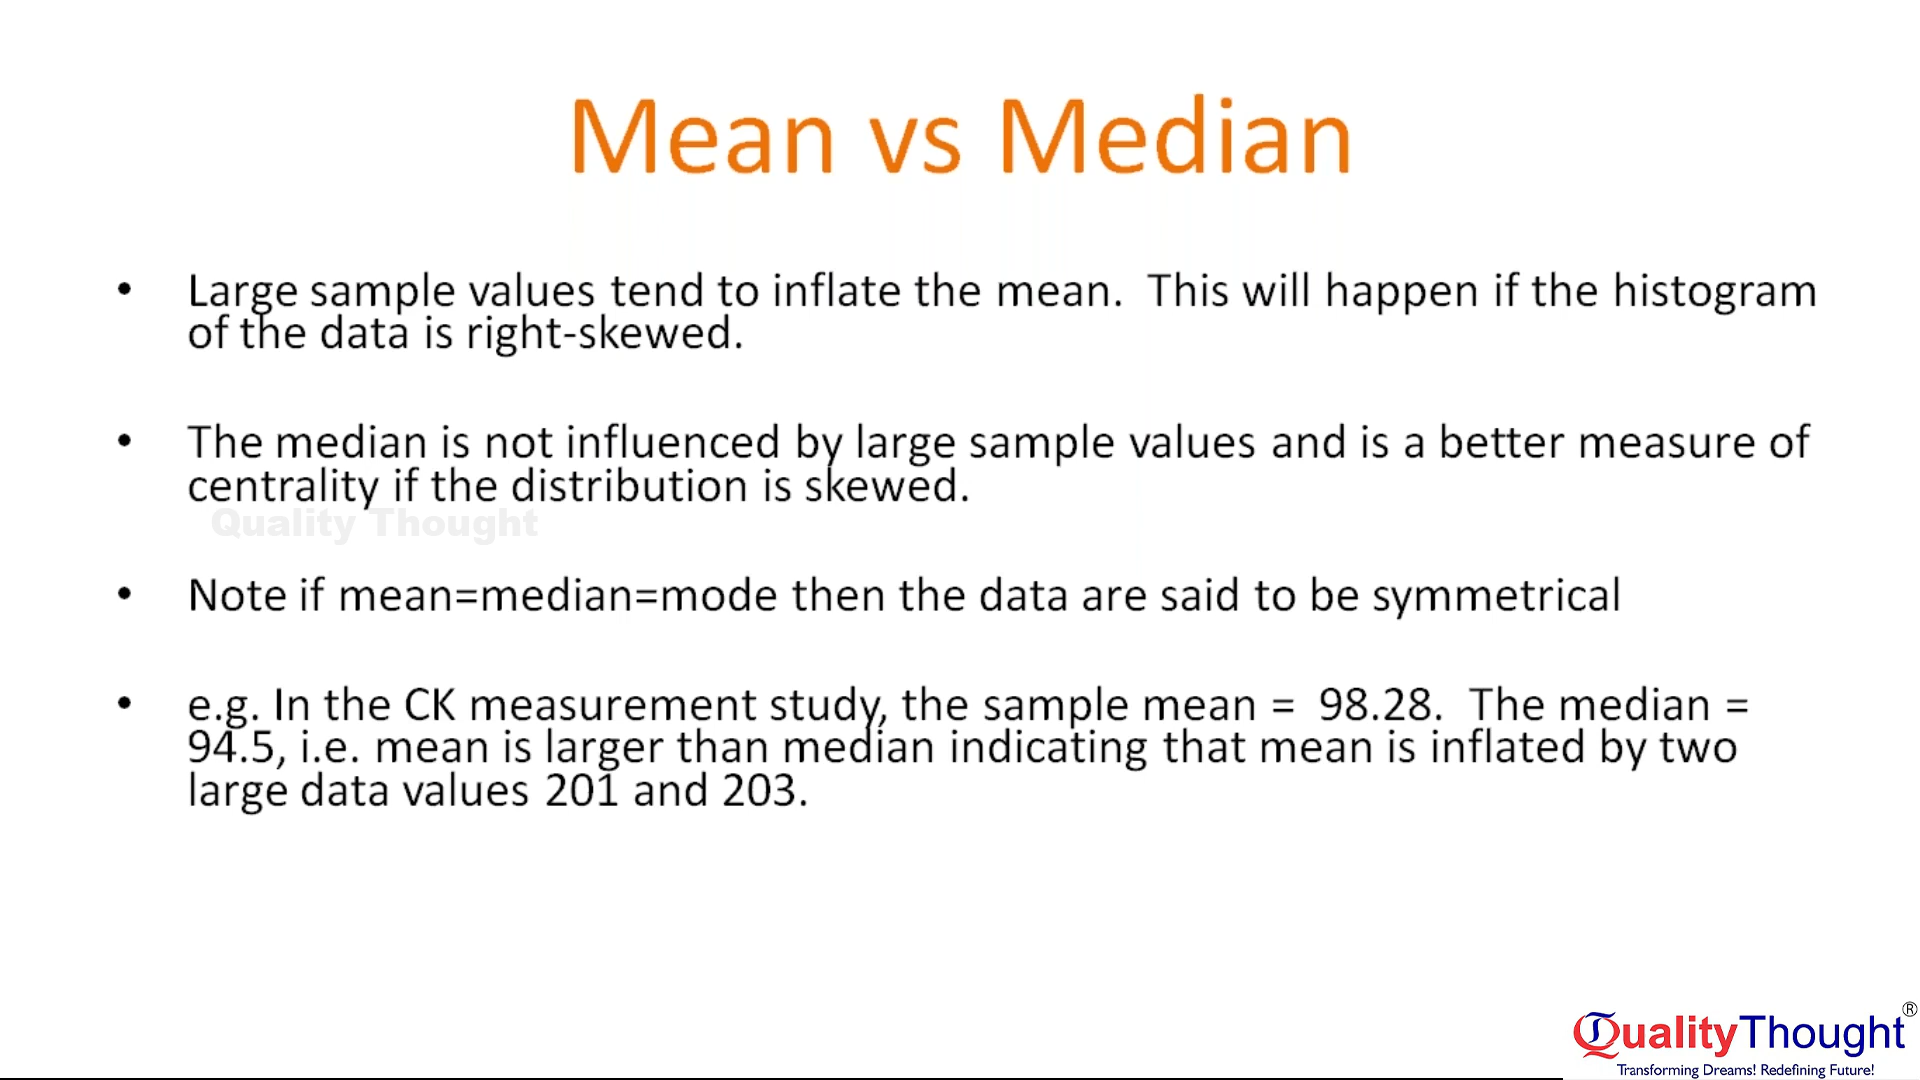 Mean vs Median
• Large sample values tend to inflate the mean. This will happen if the histogram
of the data is right-skewed.
• The median is not influenced by large sample values and is a better measure of
centrality if the distribution is skewed.
Quality Thought
• Note if mean=median=mode then the data are said to be symmetrical
• e.g. In the CK measurement study, the sample mean = 98.28. The median =
94.5, i.e. mean is larger than median indicating that mean is inflated by two
large data values 201 and 203.
QualityThought®
Transforming Dreams! Redefining Future!